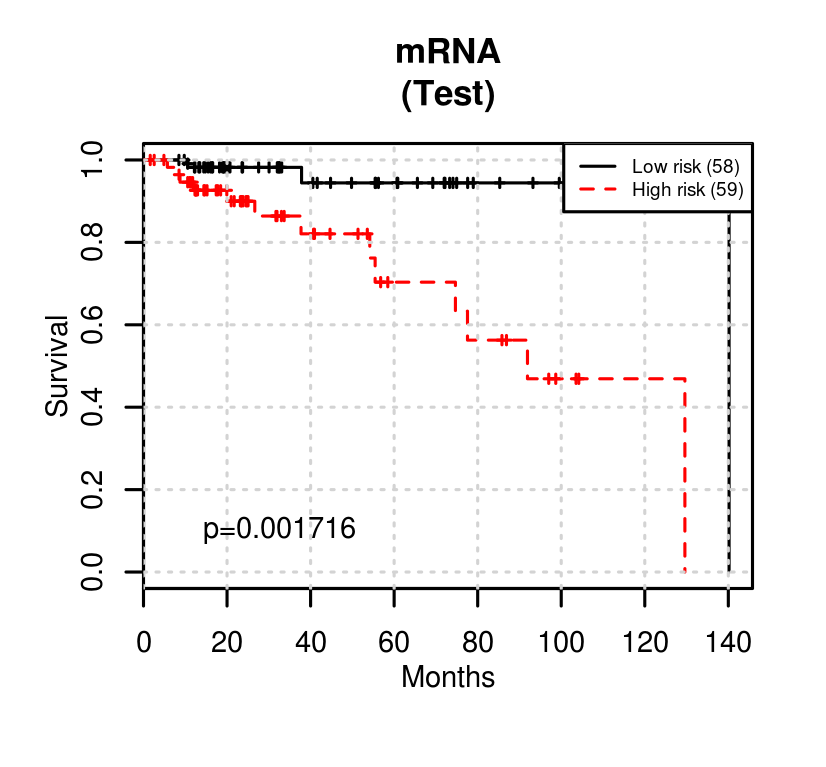 mRNA
(Test)
Low risk (58)
High risk (59)
Survival
1.0
0.8
0.6
0.4
0.2
0.0
p=0.001716
0 20 40 60 80 100 120 140
Months